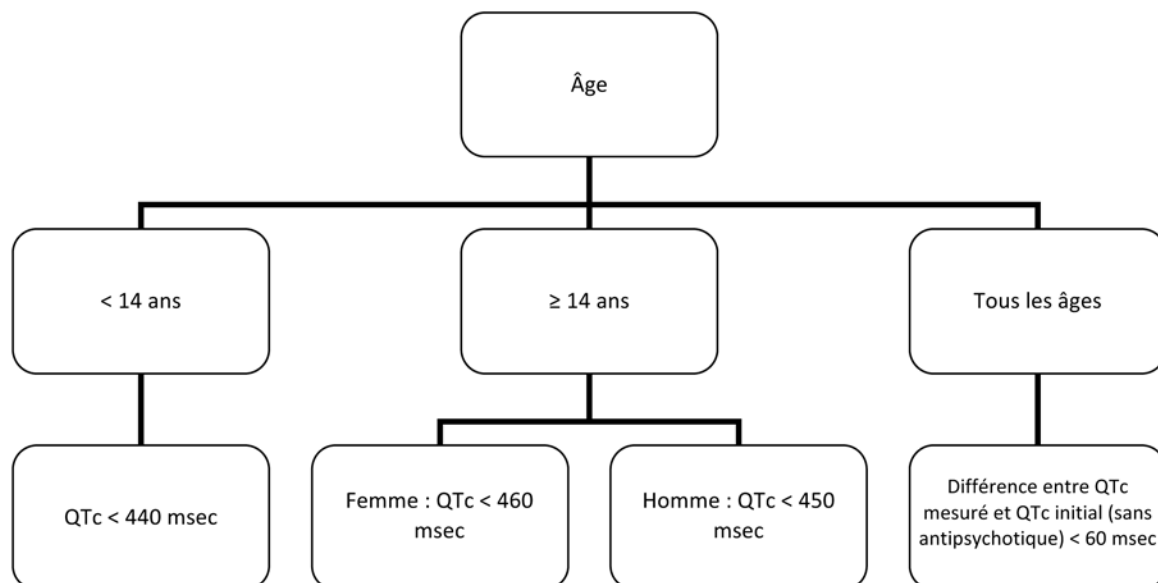 Âge
< 14 ans
≥ 14 ans
Tous les âges
QTc < 440 msec
Femme : QTc < 460
msec
Homme : QTc < 450
msec
Différence entre QTc
mesuré et QTc initial (sans
antipsychotique) < 60 msec